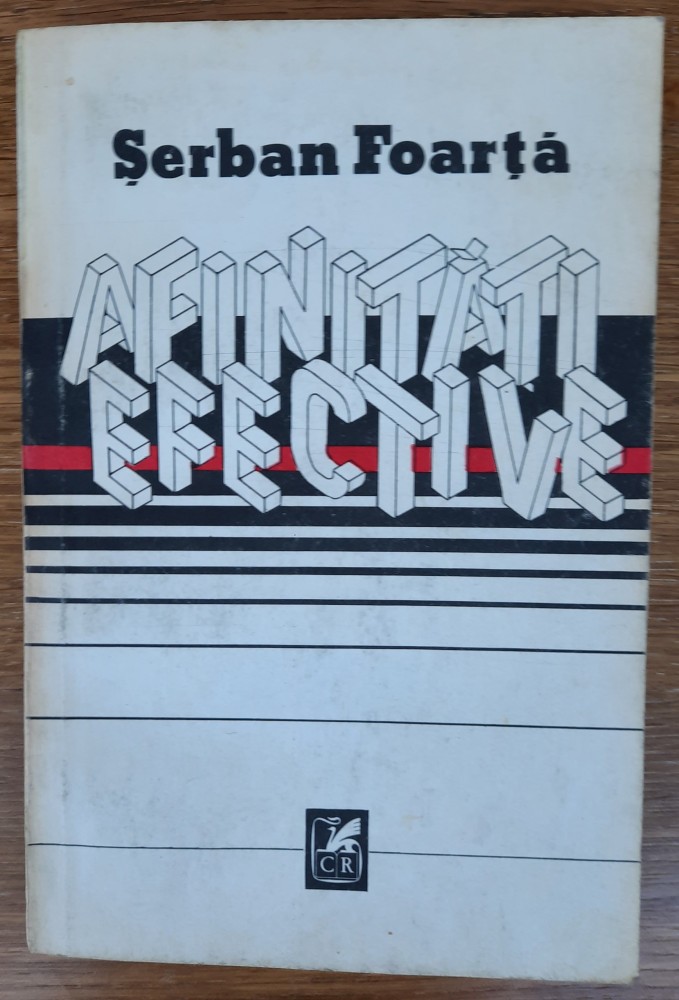 Șerban Foarță
AFINITĂȚI
EFECTIVE
CR